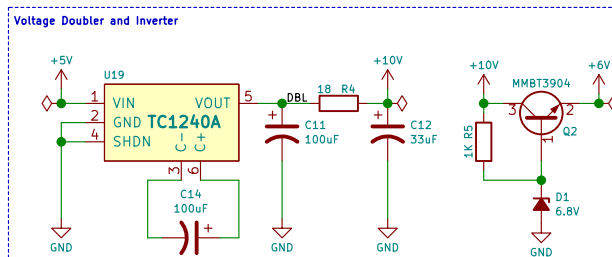 Voltage Doubler and Inverter
+5V
U19
1 VIN
2 GND
4 SHDN
VOUT 5
TC1240A
C-
C+
3
6
C14
100uF
+
GND
DBL
18 R4
+10V
+
C11
100uF
GND
+
C12
33uF
GND
+10V
MMBT3904
+6V
3
2
Q2
1
1K R5
D1
6.8V
GND